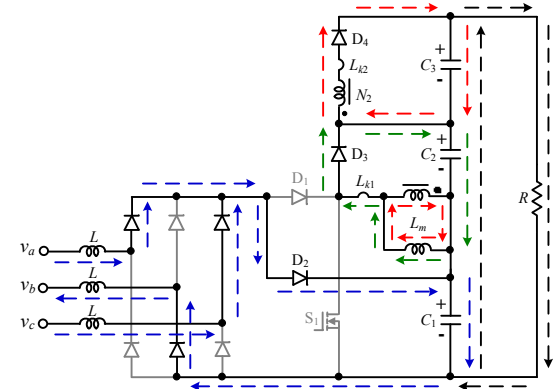 D4
Lk2
N2
+
C3
-
D3
+
C2
-
D1
Lk1
Lm
R
L
va
D2
L
vb
L
vc
S1
+
C1
-